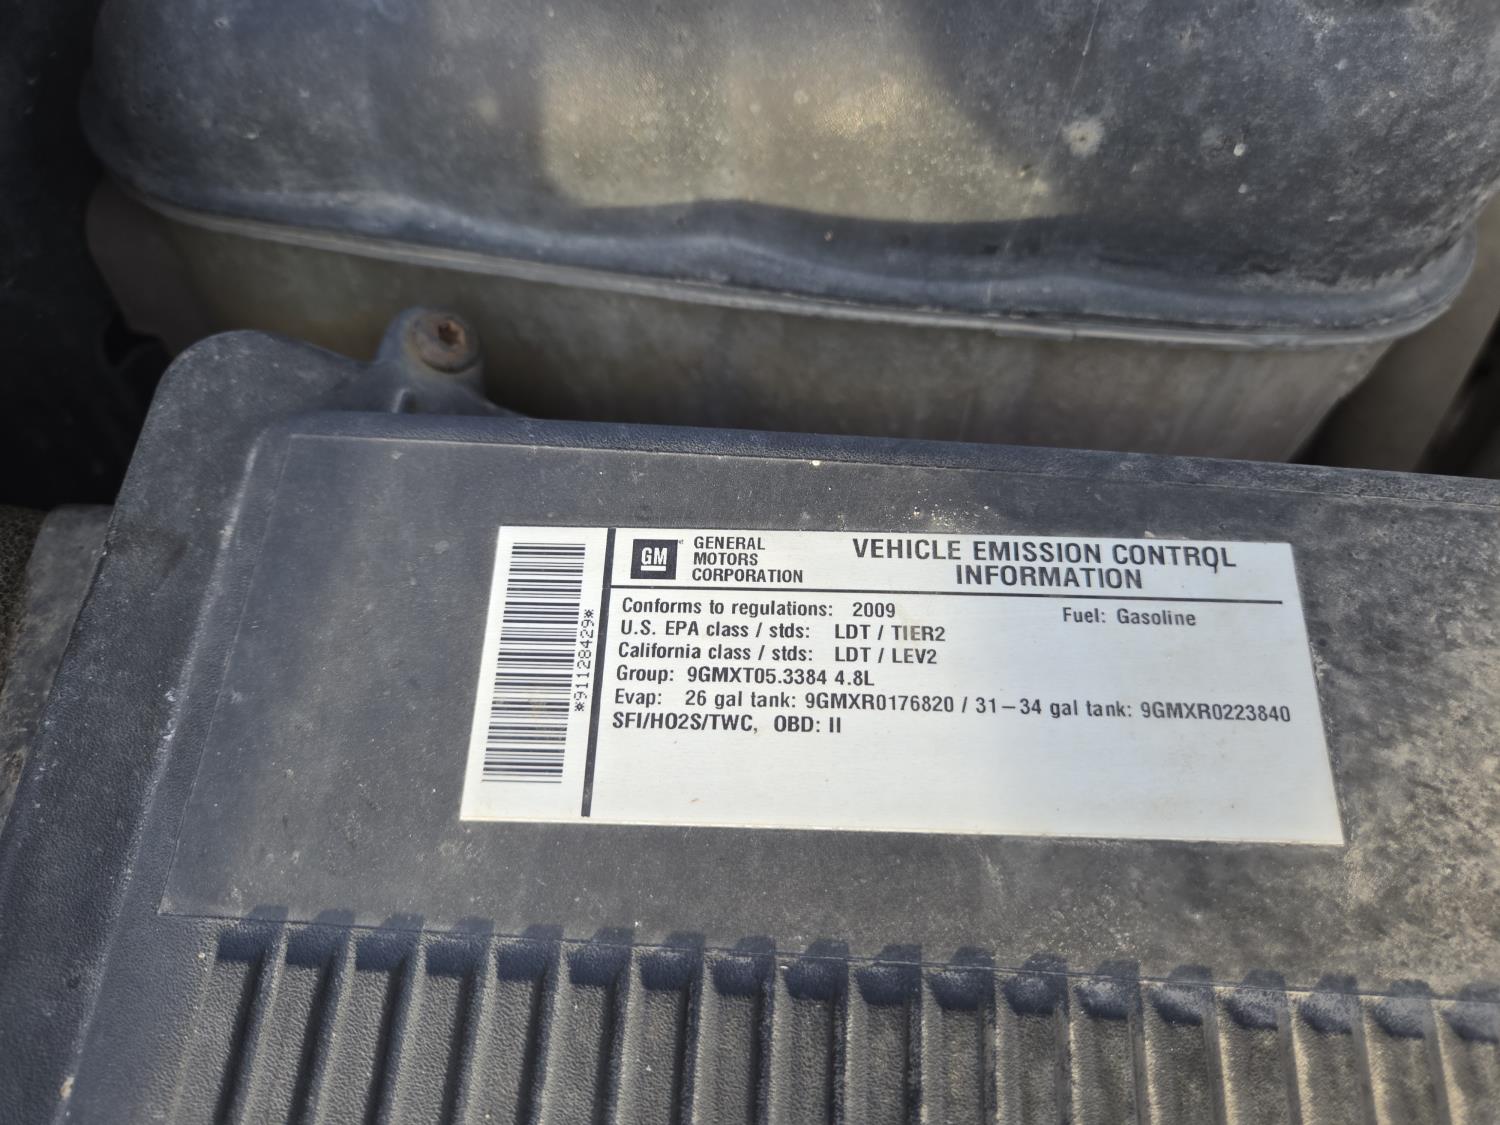 *91128429*
GM
GENERAL
MOTORS
CORPORATION
VEHICLE EMISSION CONTROL
INFORMATION
Conforms to regulations: 2009
Fuel: Gasoline
U.S. EPA class / stds: LDT / TIER2
California class / stds: LDT / LEV2
Group: 9GMXT05.3384 4.8L
Evap: 26 gal tank: 9GMXR0176820 / 31–34 gal tank: 9GMXR0223840
SFI/HO2S/TWC, OBD: II